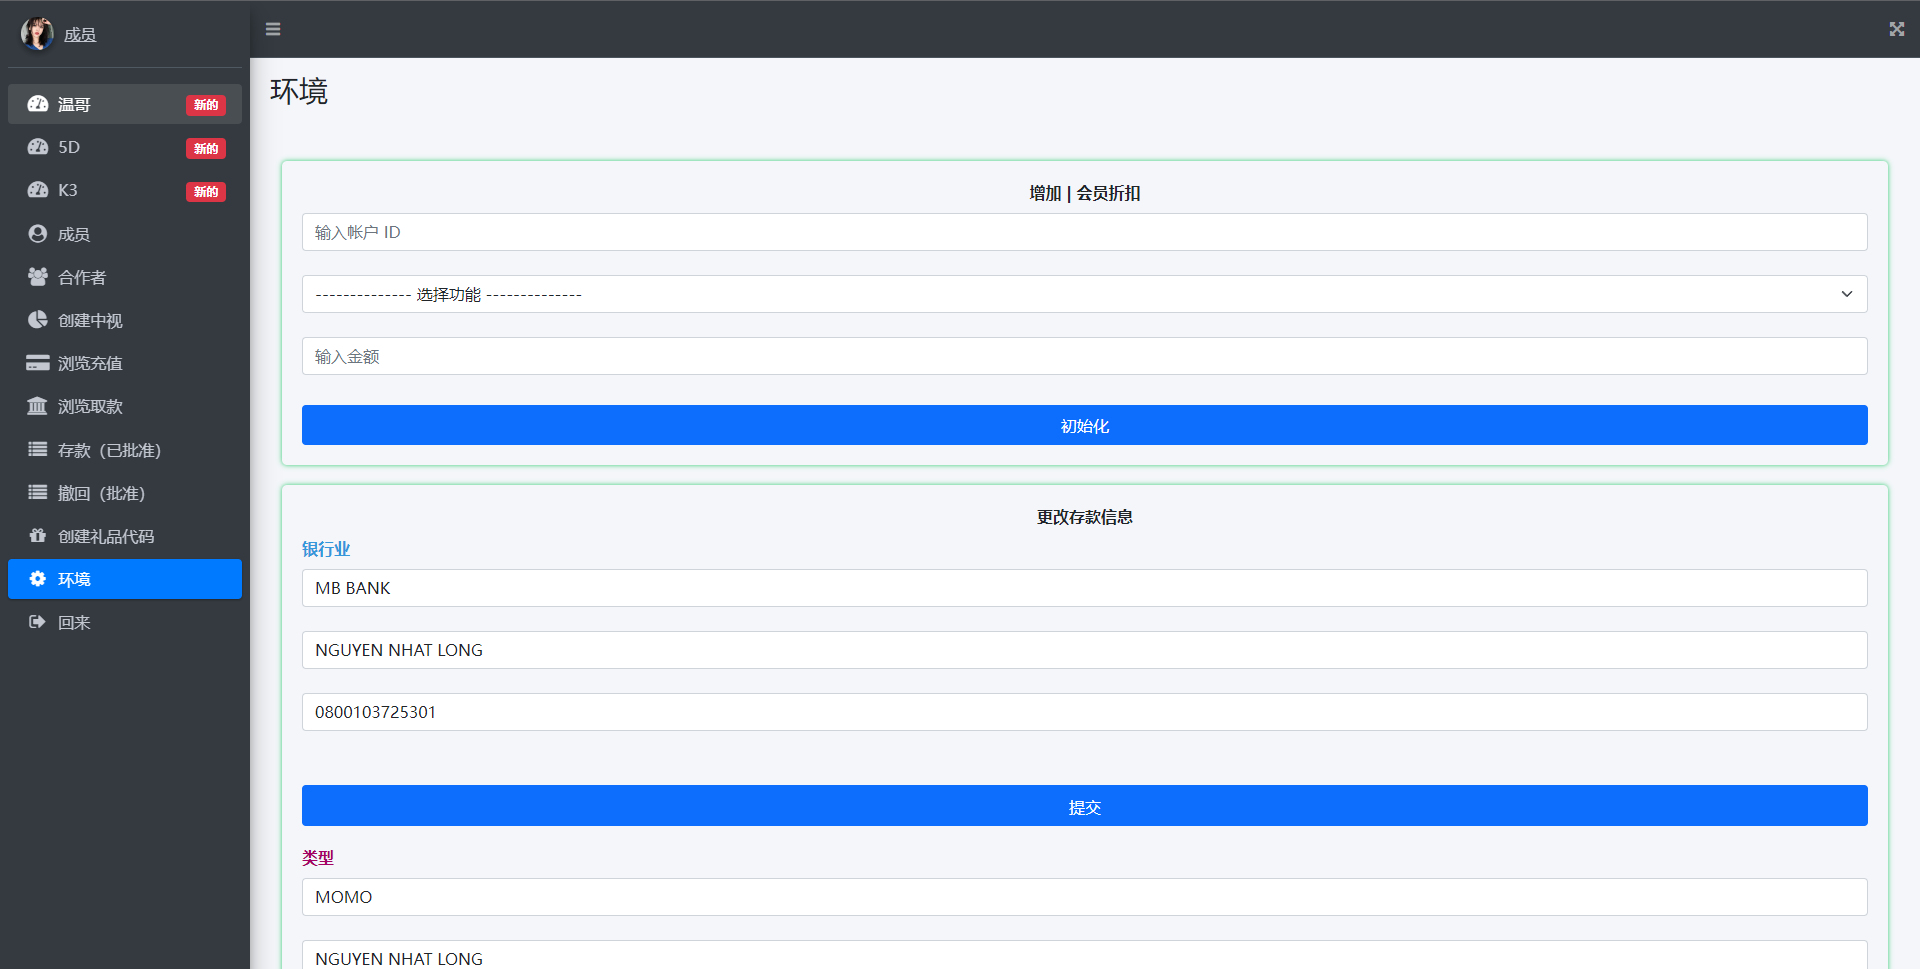 成员
温哥 新的
5D 新的
K3 新的
成员
合作者
创建中视
浏览充值
浏览取款
存款（已批准）
撤回（批准）
创建礼品代码
环境
回来
环境
增加 | 会员折扣
输入帐户 ID
-------------- 选择功能 --------------
输入金额
初始化
更改存款信息
银行业
MB BANK
NGUYEN NHAT LONG
0800103725301
提交
类型
MOMO
NGUYEN NHAT LONG